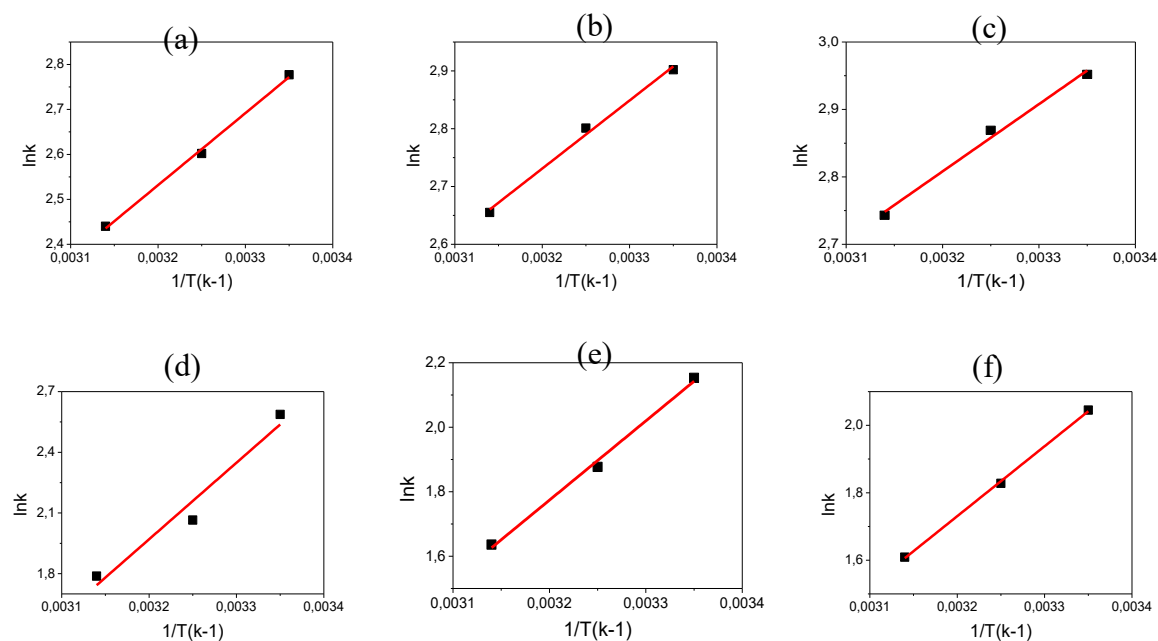 (a)
2,8
2,7
2,6
2,5
2,4
lnk
0,0031 0,0032 0,0033 0,0034
1/T(k-1)
(b)
2,9
2,8
2,7
2,6
lnk
0,0031 0,0032 0,0033 0,0034
1/T(k-1)
(c)
3,0
2,9
2,8
2,7
lnk
0,0031 0,0032 0,0033 0,0034
1/T(k-1)
(d)
2,7
2,4
2,1
1,8
lnk
0,0031 0,0032 0,0033 0,0034
1/T(k-1)
(e)
2,2
2,0
1,8
1,6
lnk
0,0031 0,0032 0,0033 0,0034
1/T(k-1)
(f)
2,0
1,8
1,6
lnk
0,0031 0,0032 0,0033 0,0034
1/T(k-1)